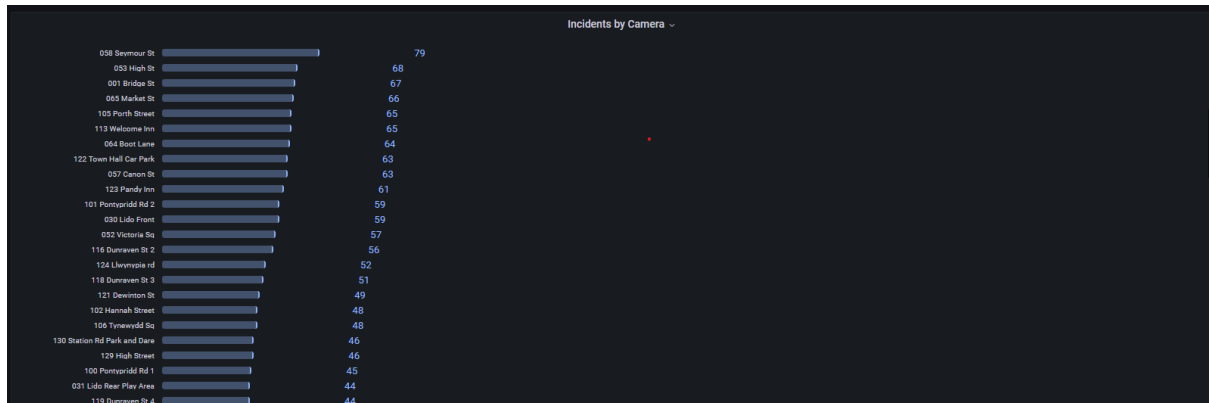 Incidents by Camera
058 Seymour St 79
053 High St 68
001 Bridge St 67
065 Market St 66
105 Porth Street 65
113 Welcome Inn 65
064 Boot Lane 64
122 Town Hall Car Park 63
057 Canon St 63
123 Pandy Inn 61
101 Pontypridd Rd 2 59
030 Lido Front 59
052 Victoria Sq 57
116 Dunraven St 2 56
124 Llwynypia rd 52
118 Dunraven St 3 51
121 Dewinton St 49
102 Hannah Street 48
106 Tynewydd Sq 48
130 Station Rd Park and Dare 46
129 High Street 46
100 Pontypridd Rd 1 45
031 Lido Rear Play Area 44
119 Dunraven St 4 44